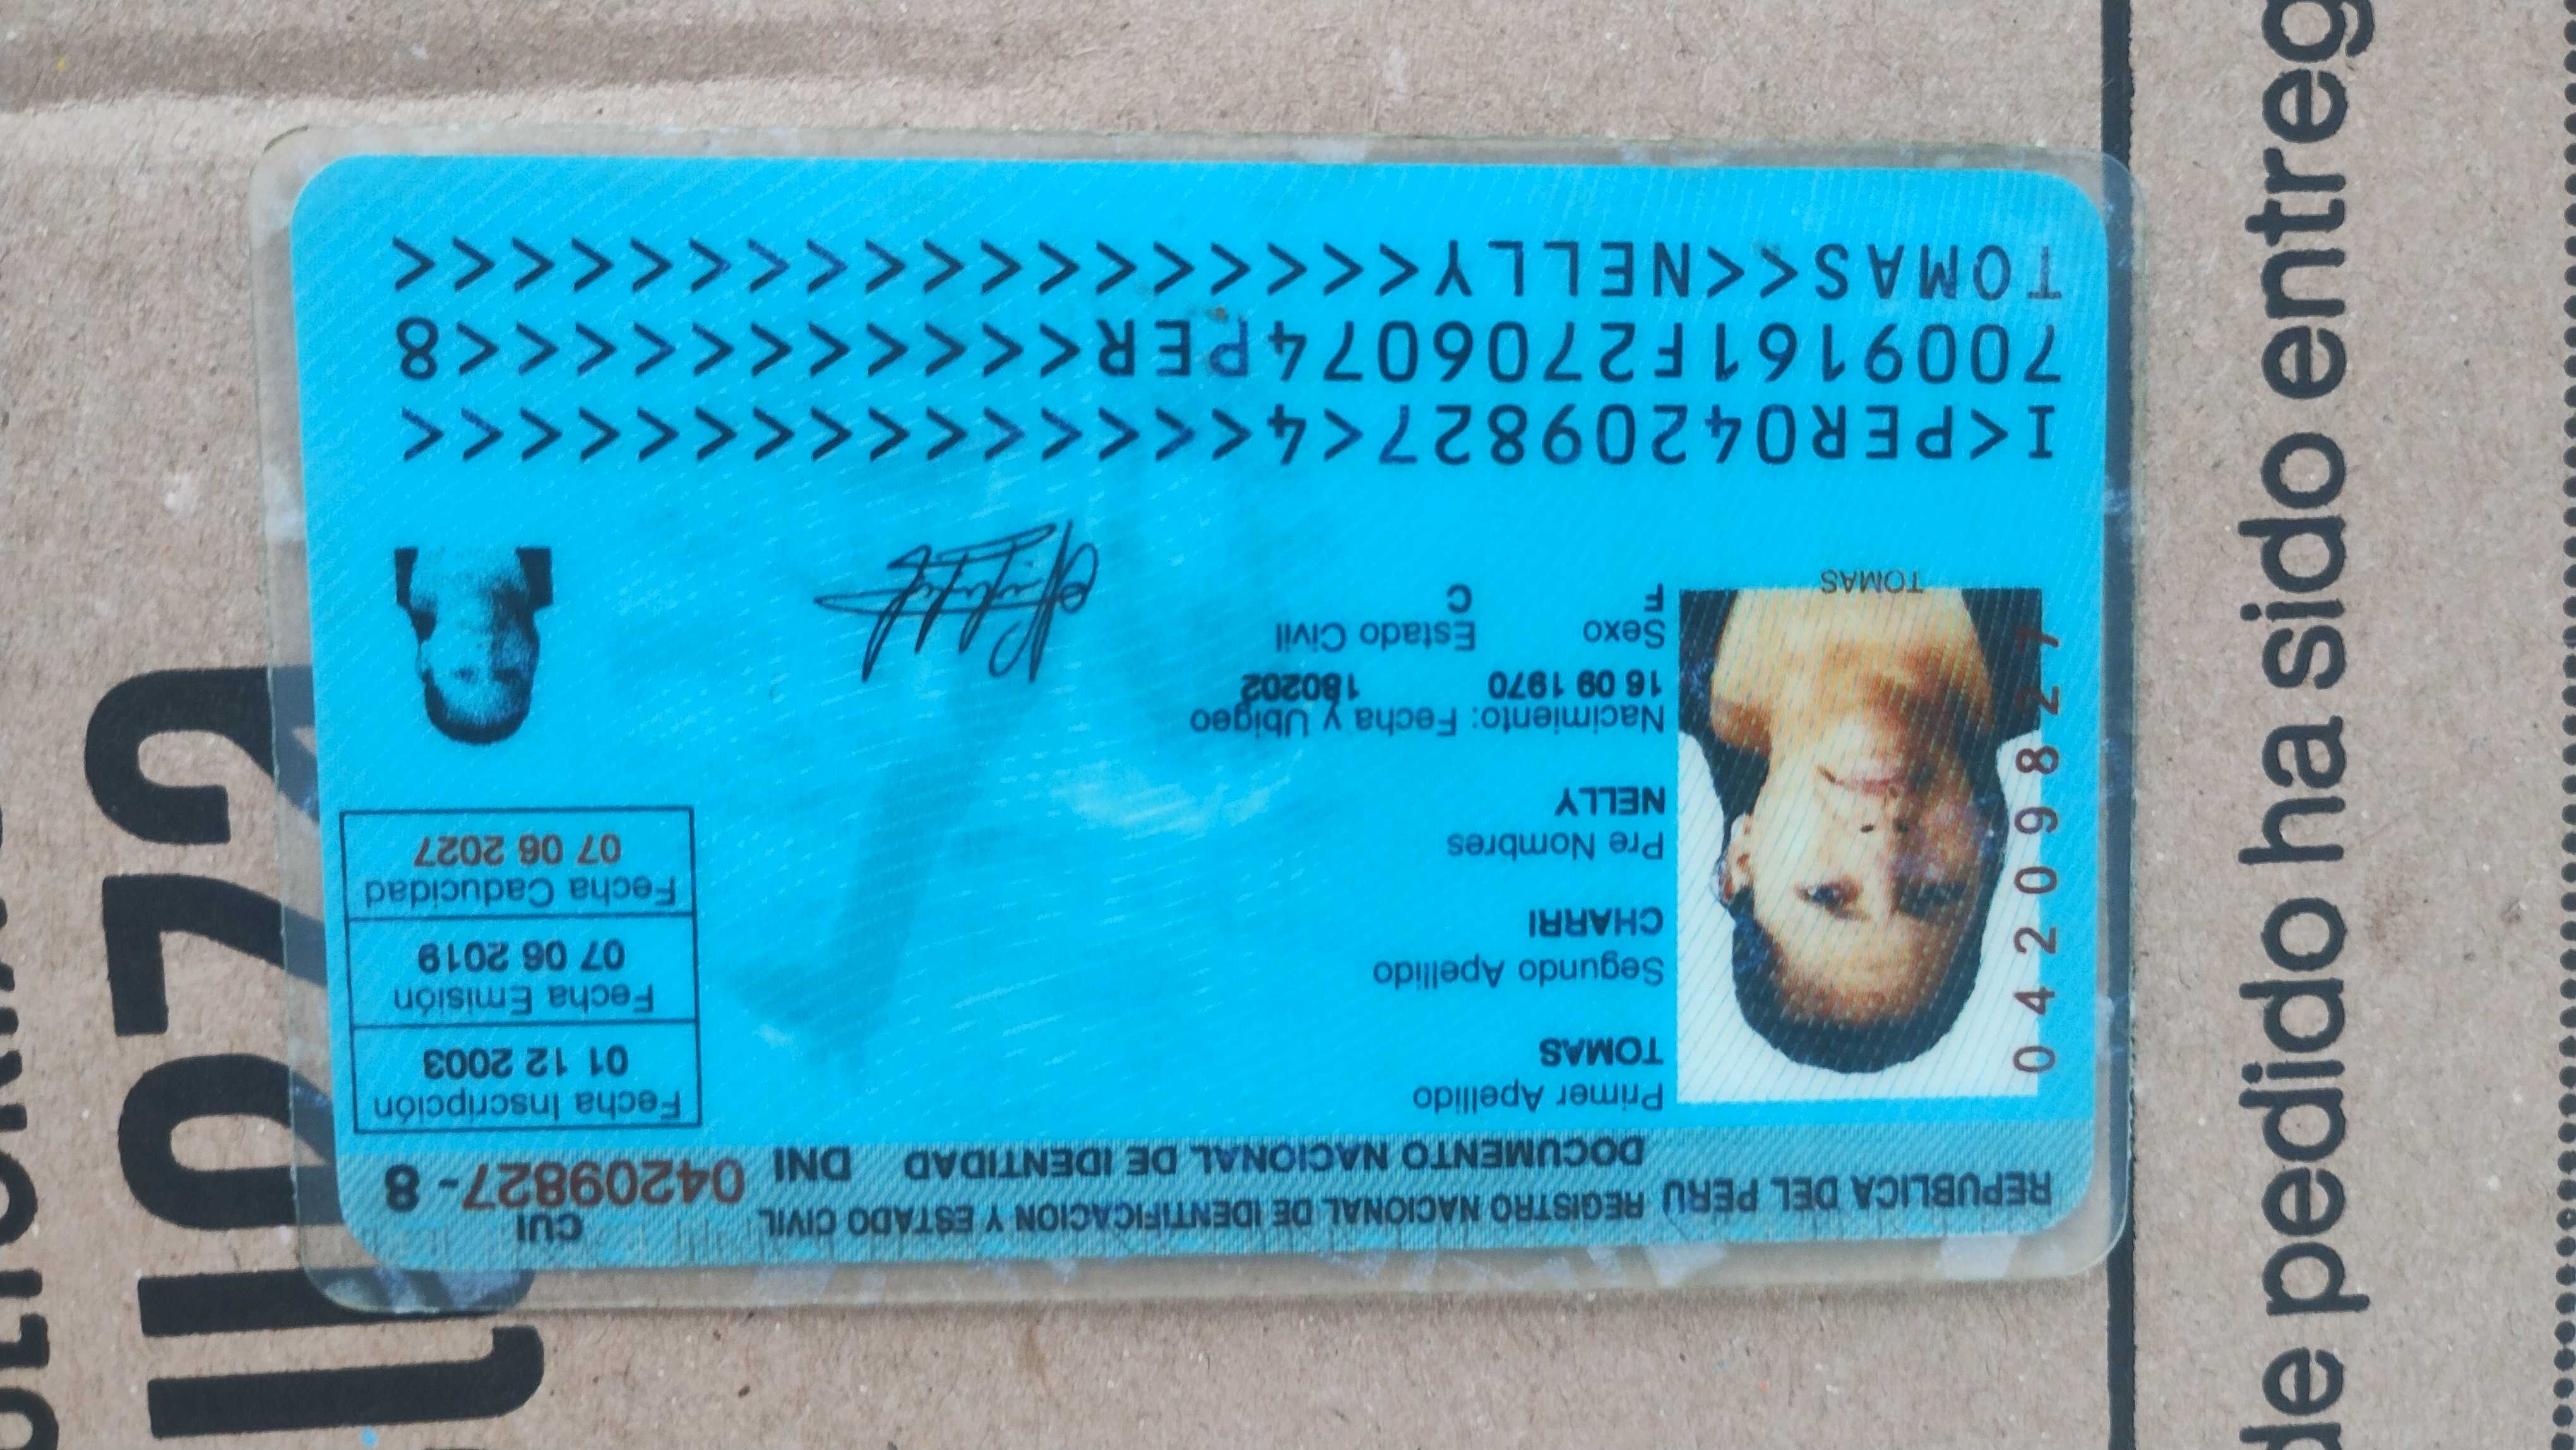 REPUBLICA DEL PERU
REGISTRO NACIONAL DE IDENTIFICACION Y ESTADO CIVIL
DOCUMENTO NACIONAL DE IDENTIDAD DNI
CUI
04209827-8
Primer Apellido
TOMAS
Segundo Apellido
CHARRI
Pre Nombres
NELLY
Nacimiento: Fecha y Ubigeo
16 09 1970 180202
Sexo Estado Civil
F C
Fecha Inscripción
01 12 2003
Fecha Emisión
07 06 2019
Fecha Caducidad
07 06 2027
04209827
TOMAS
I<PER04209827<4<<<<<<<<<<<<<<<
7009161F2706074PER<<<<<<<<<<<8
TOMAS<<NELLY<<<<<<<<<<<<<<<<<<
de pedido ha sido entreg